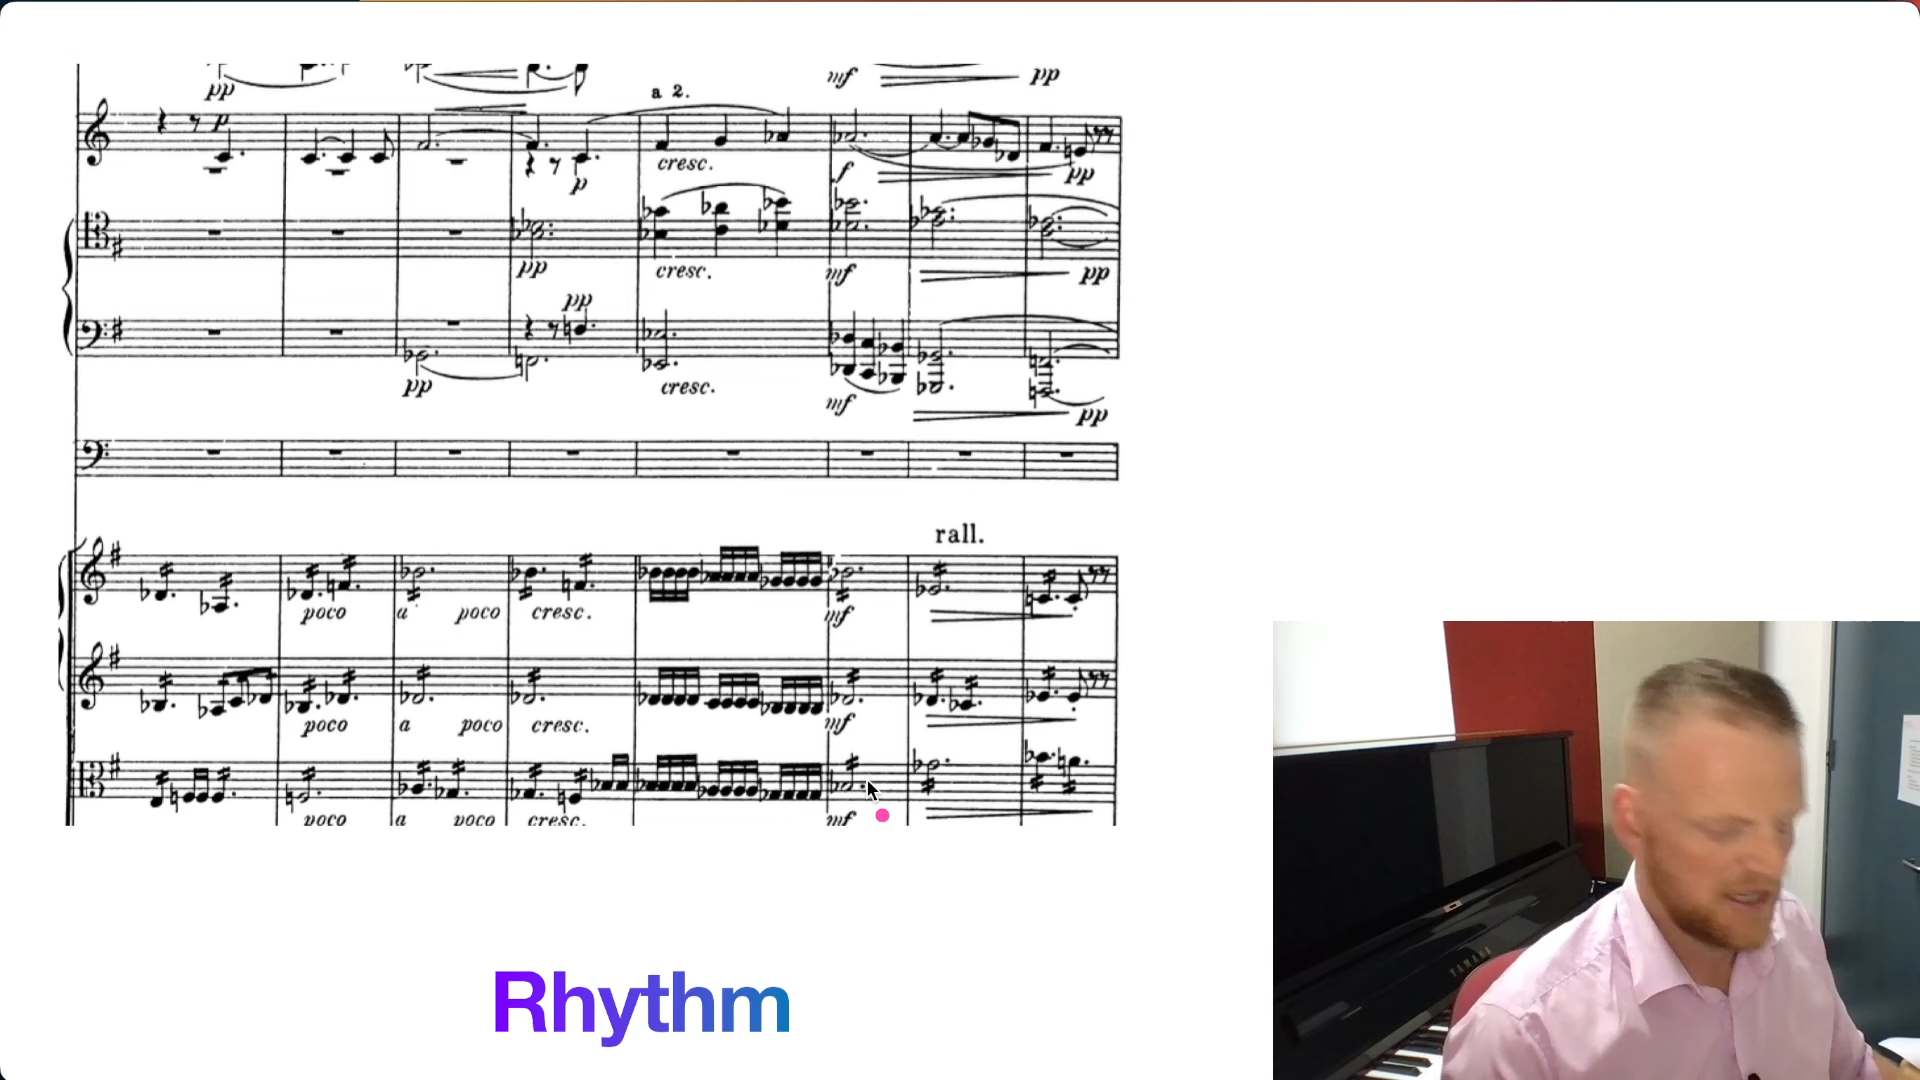 pp mf pp
a 2.
p
cresc. f pp
p
pp cresc. mf pp
pp
pp cresc.
mf pp
rall.
poco a poco cresc. mf
poco a poco cresc. mf
poco a poco cresc. mf
YAMAHA
Rhythm